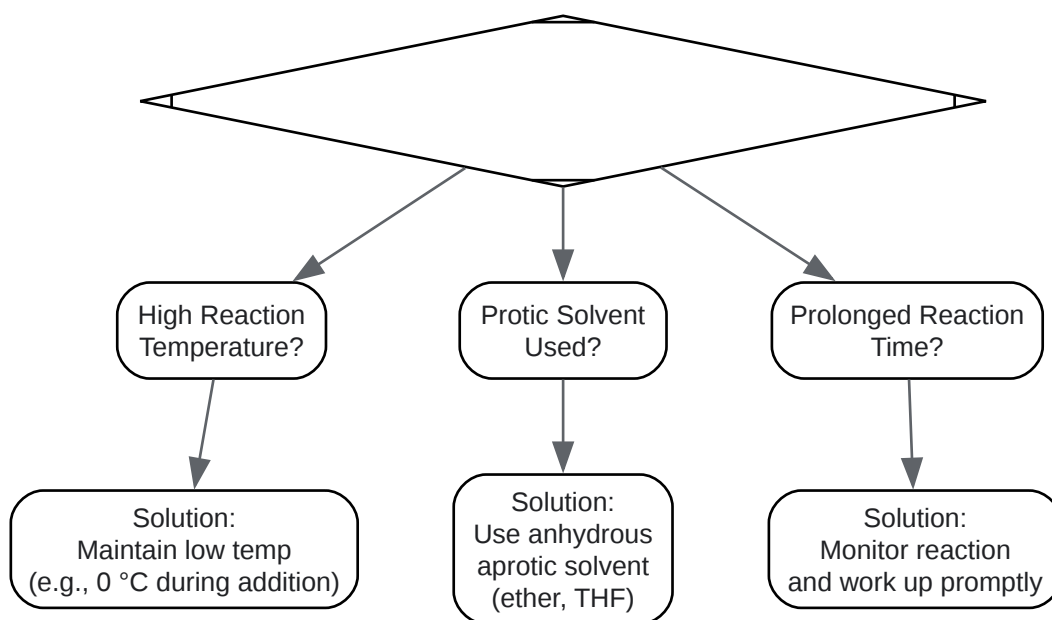 High Reaction
Temperature?
Protic Solvent
Used?
Prolonged Reaction
Time?
Solution:
Maintain low temp
(e.g., 0 °C during addition)
Solution:
Use anhydrous
aprotic solvent
(ether, THF)
Solution:
Monitor reaction
and work up promptly